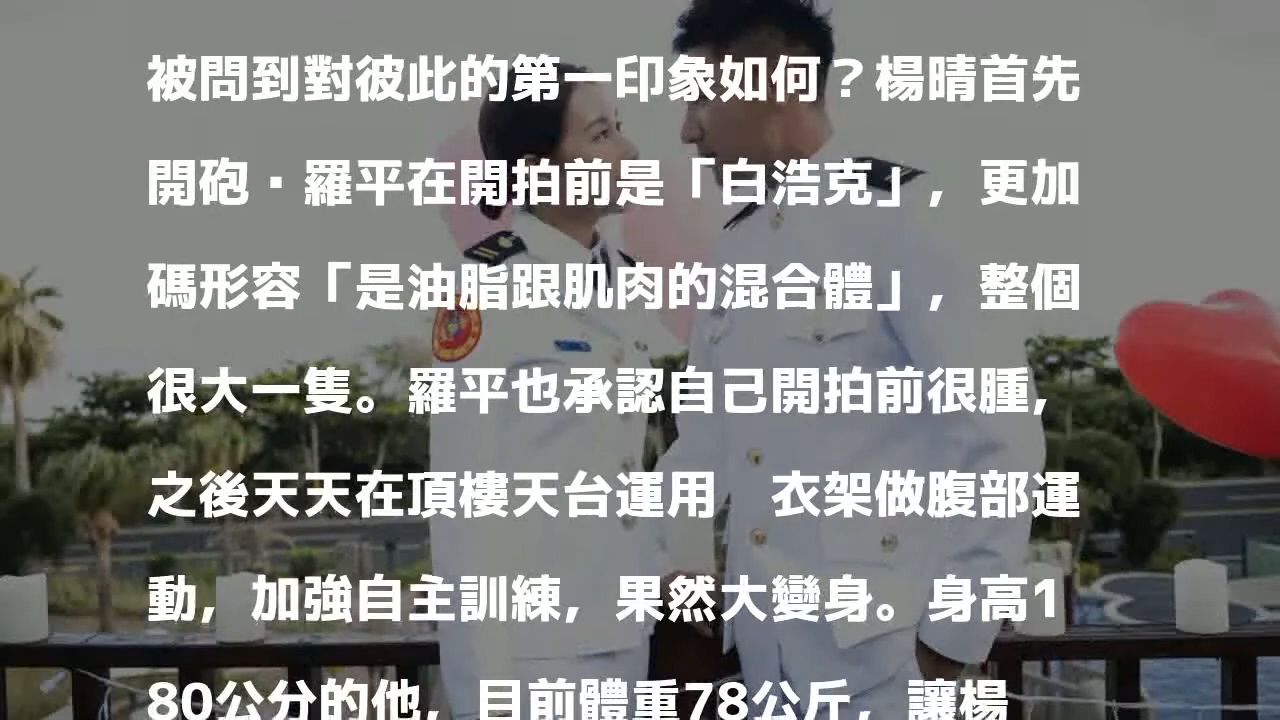 被問到對彼此的第一印象如何？楊晴首先
開砲·羅平在開拍前是「白浩克」，更加
碼形容「是油脂跟肌肉的混合體」，整個
很大一隻。羅平也承認自己開拍前很腫，
之後天天在頂樓天台運用　衣架做腹部運
動，加強自主訓練，果然大變身。身高1
80公分的他，目前體重78公斤，讓楊